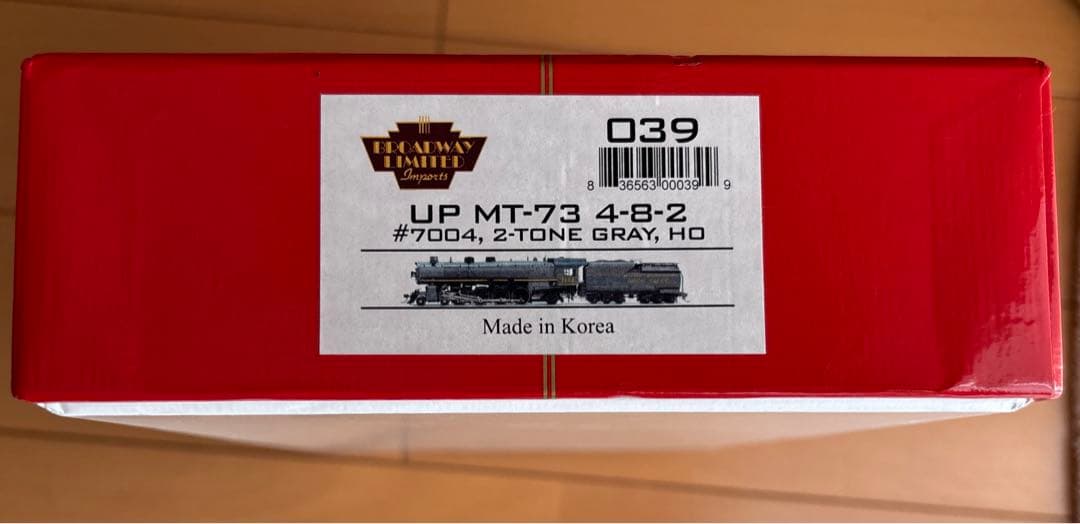 BROADWAY
LIMITED
Imports
039
8 36563 00039 9
UP MT-73 4-8-2
#7004, 2-TONE GRAY, HO
Made in Korea